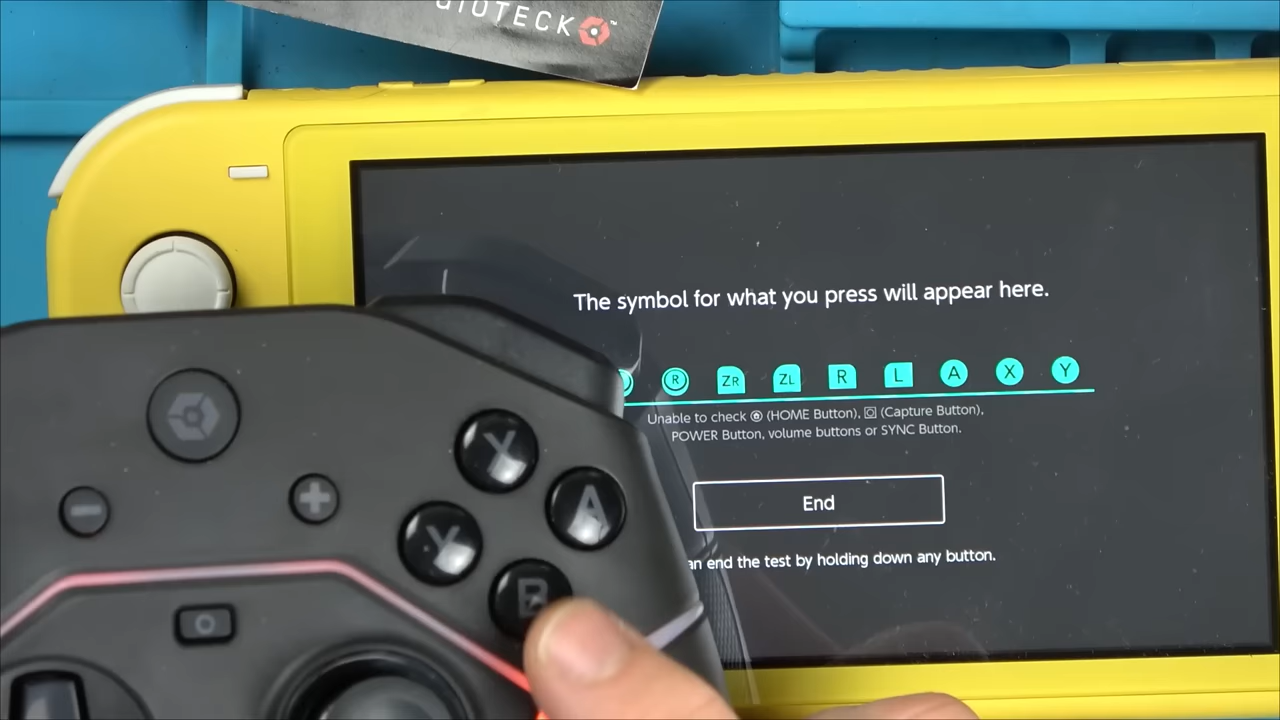 GIOTECK™
The symbol for what you press will appear here.
R ZR ZL R L A X Y
Unable to check (HOME Button), (Capture Button),
POWER Button, volume buttons or SYNC Button.
End
an end the test by holding down any button.
X
A
Y
B